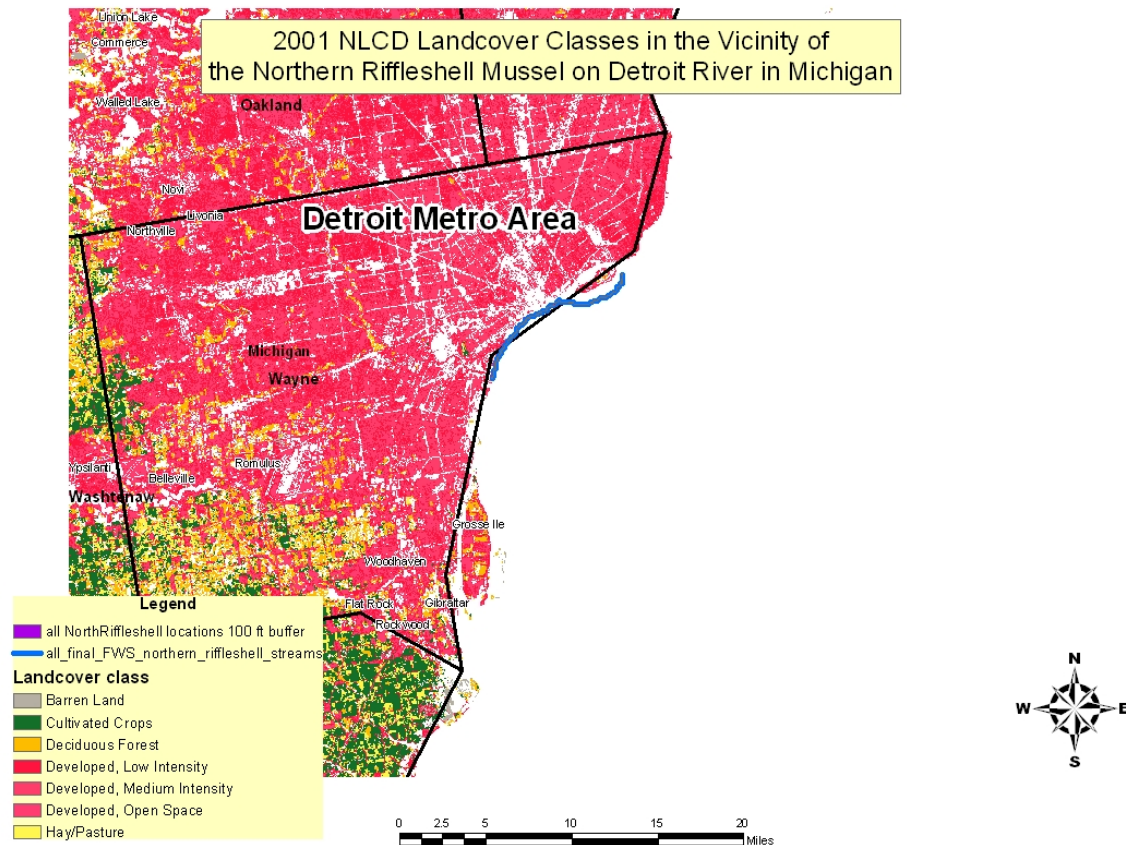 Union Lake
2001 NLCD Landcover Classes in the Vicinity of
the Northern Riffleshell Mussel on Detroit River in Michigan
Commerce
Walled Lake
Oakland
Novi
Livonia
Northville
Detroit Metro Area
Michigan
Wayne
Romulus
Ypsilanti
Belleville
Washtenaw
Grosse Ile
Woodhaven
Flat Rock
Gibraltar
Rockwood
Legend
all NorthRiffleshell locations 100 ft buffer
all_final_FWS_northern_riffleshell_streams
Landcover class
Barren Land
Cultivated Crops
Deciduous Forest
Developed, Low Intensity
Developed, Medium Intensity
Developed, Open Space
Hay/Pasture
N
W E
S
0 2.5 5 10 15 20
Miles